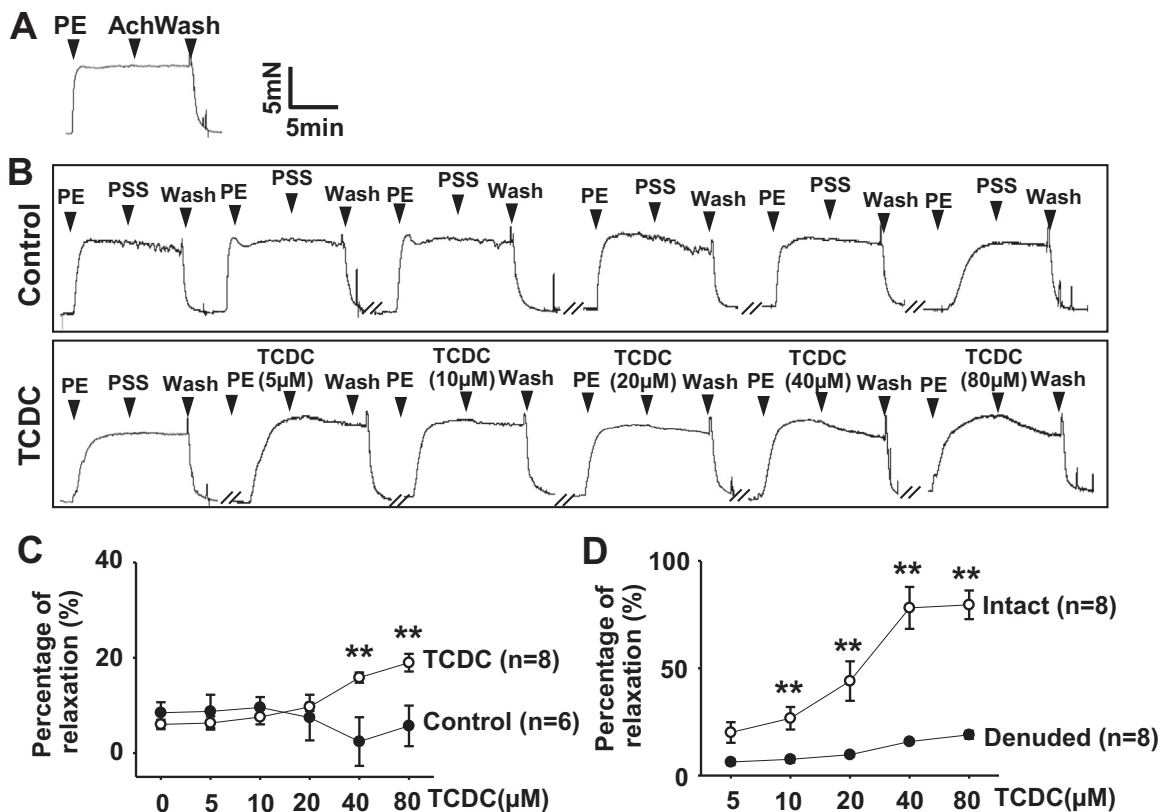 A
PE AchWash
5mN
5min
B
Control
PE PSS Wash PE PSS Wash PE PSS Wash PE PSS Wash PE PSS Wash PE PSS Wash
TCDC
PE PSS Wash PE TCDC (5μM) Wash PE TCDC (10μM) Wash PE TCDC (20μM) Wash PE TCDC (40μM) Wash PE TCDC (80μM) Wash
C
Percentage of
relaxation (%)
40
20
0
** **
TCDC (n=8)
Control (n=6)
0 5 10 20 40 80 TCDC(μM)
D
Percentage of
relaxation (%)
100
50
0
** ** ** **
Intact (n=8)
Denuded (n=8)
5 10 20 40 80 TCDC(μM)